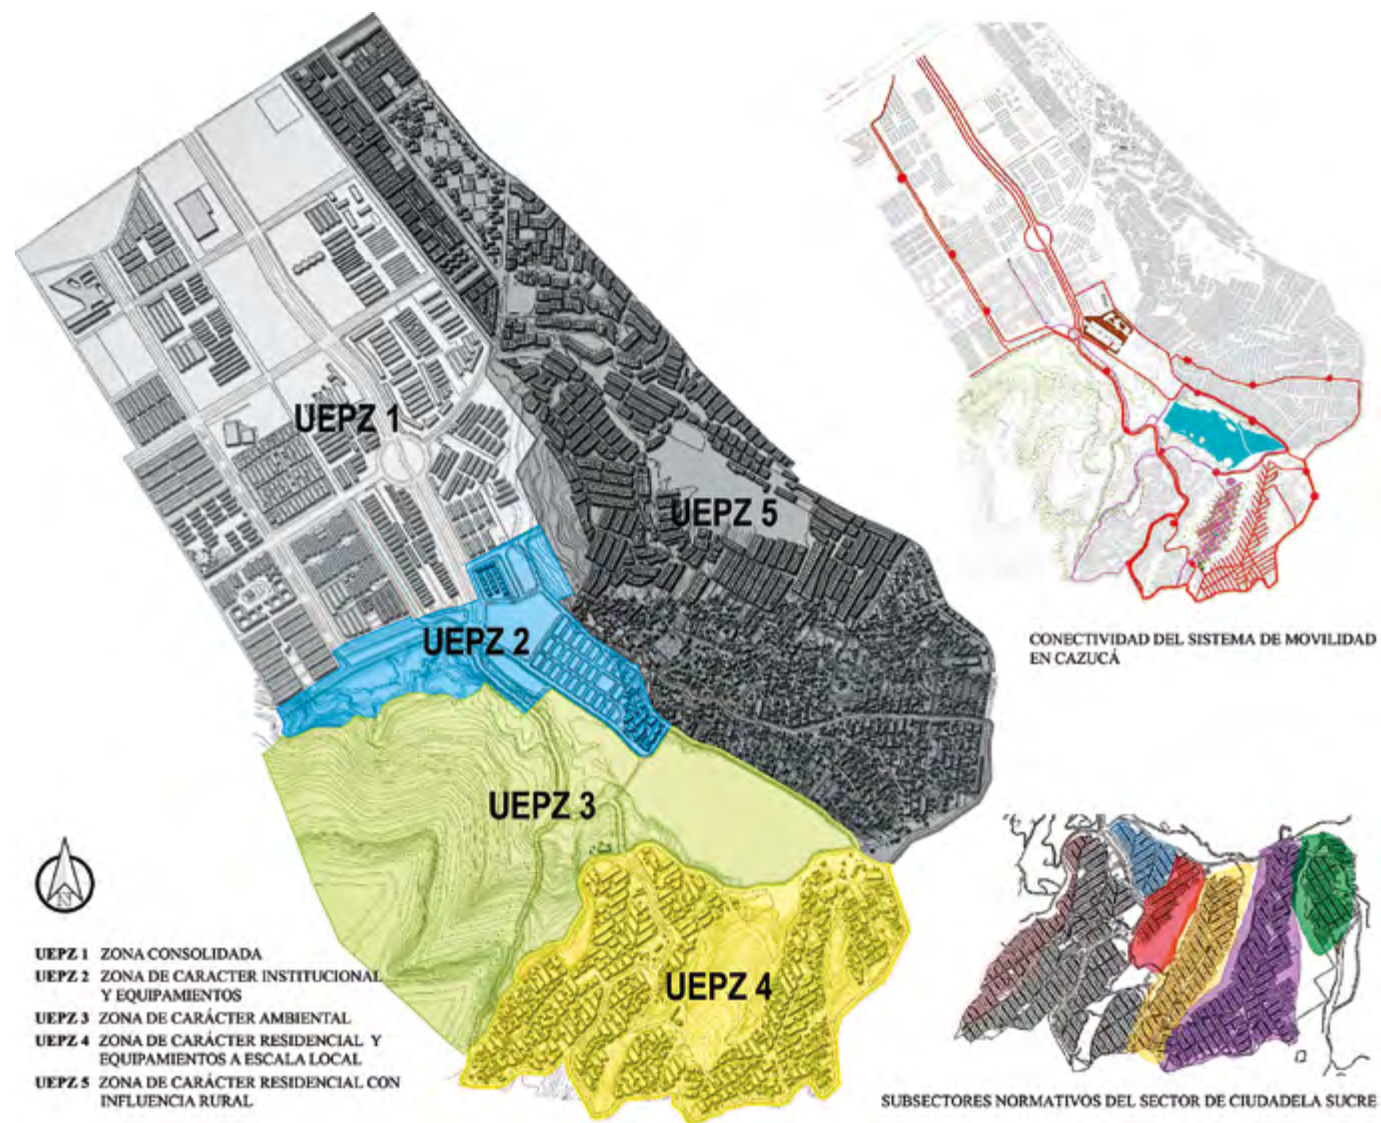 UEPZ 1
UEPZ 5
UEPZ 2
UEPZ 3
UEPZ 4
CONECTIVIDAD DEL SISTEMA DE MOVILIDAD
EN CAZUCÁ
N
UEPZ 1 ZONA CONSOLIDADA
UEPZ 2 ZONA DE CARACTER INSTITUCIONAL
Y EQUIPAMIENTOS
UEPZ 3 ZONA DE CARÁCTER AMBIENTAL
UEPZ 4 ZONA DE CARÁCTER RESIDENCIAL Y
EQUIPAMIENTOS A ESCALA LOCAL
UEPZ 5 ZONA DE CARÁCTER RESIDENCIAL CON
INFLUENCIA RURAL
SUBSECTORES NORMATIVOS DEL SECTOR DE CIUDADELA SUCRE